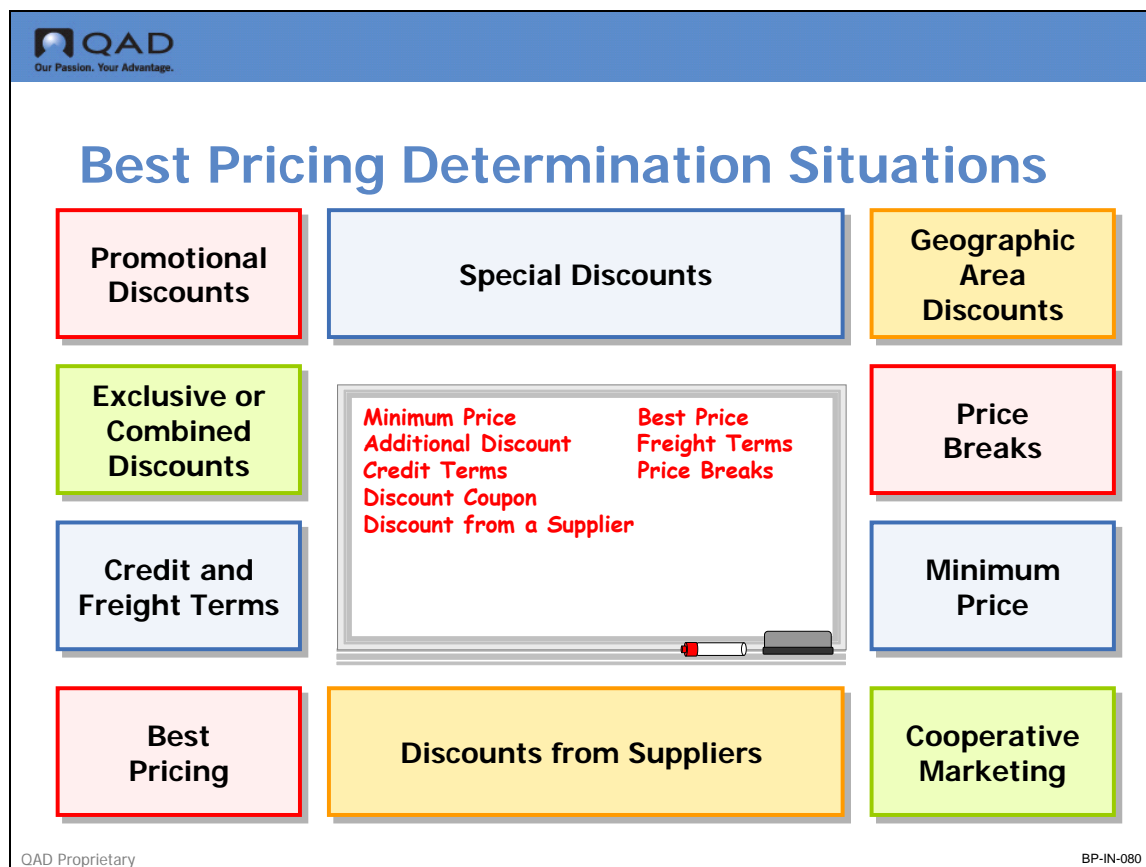 QAD
Our Passion. Your Advantage.
Best Pricing Determination Situations
Promotional
Discounts
Special Discounts
Geographic
Area
Discounts
Exclusive or
Combined
Discounts
Minimum Price
Additional Discount
Credit Terms
Discount Coupon
Discount from a Supplier
Best Price
Freight Terms
Price Breaks
Price
Breaks
Credit and
Freight Terms
Minimum
Price
Best
Pricing
Discounts from Suppliers
Cooperative
Marketing
QAD Proprietary
BP-IN-080